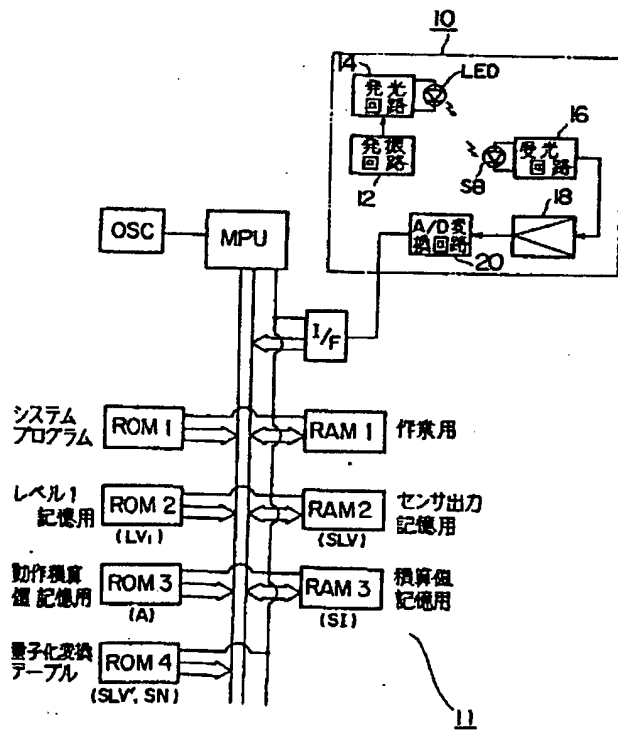 10
14
LED
発光
回路
16
発振
回路
受光
回路
12
SB
18
OSC
MPU
A/D変
換回路
20
I/F
システム
プログラム
ROM 1
RAM 1
作業用
レベル1
記憶用
ROM 2
(LVi)
RAM 2
(SLV)
センサ出力
記憶用
動作積算
値記憶用
ROM 3
(A)
RAM 3
(SI)
積算値
記憶用
量子化変換
テーブル
ROM 4
(SLV', SN)
11